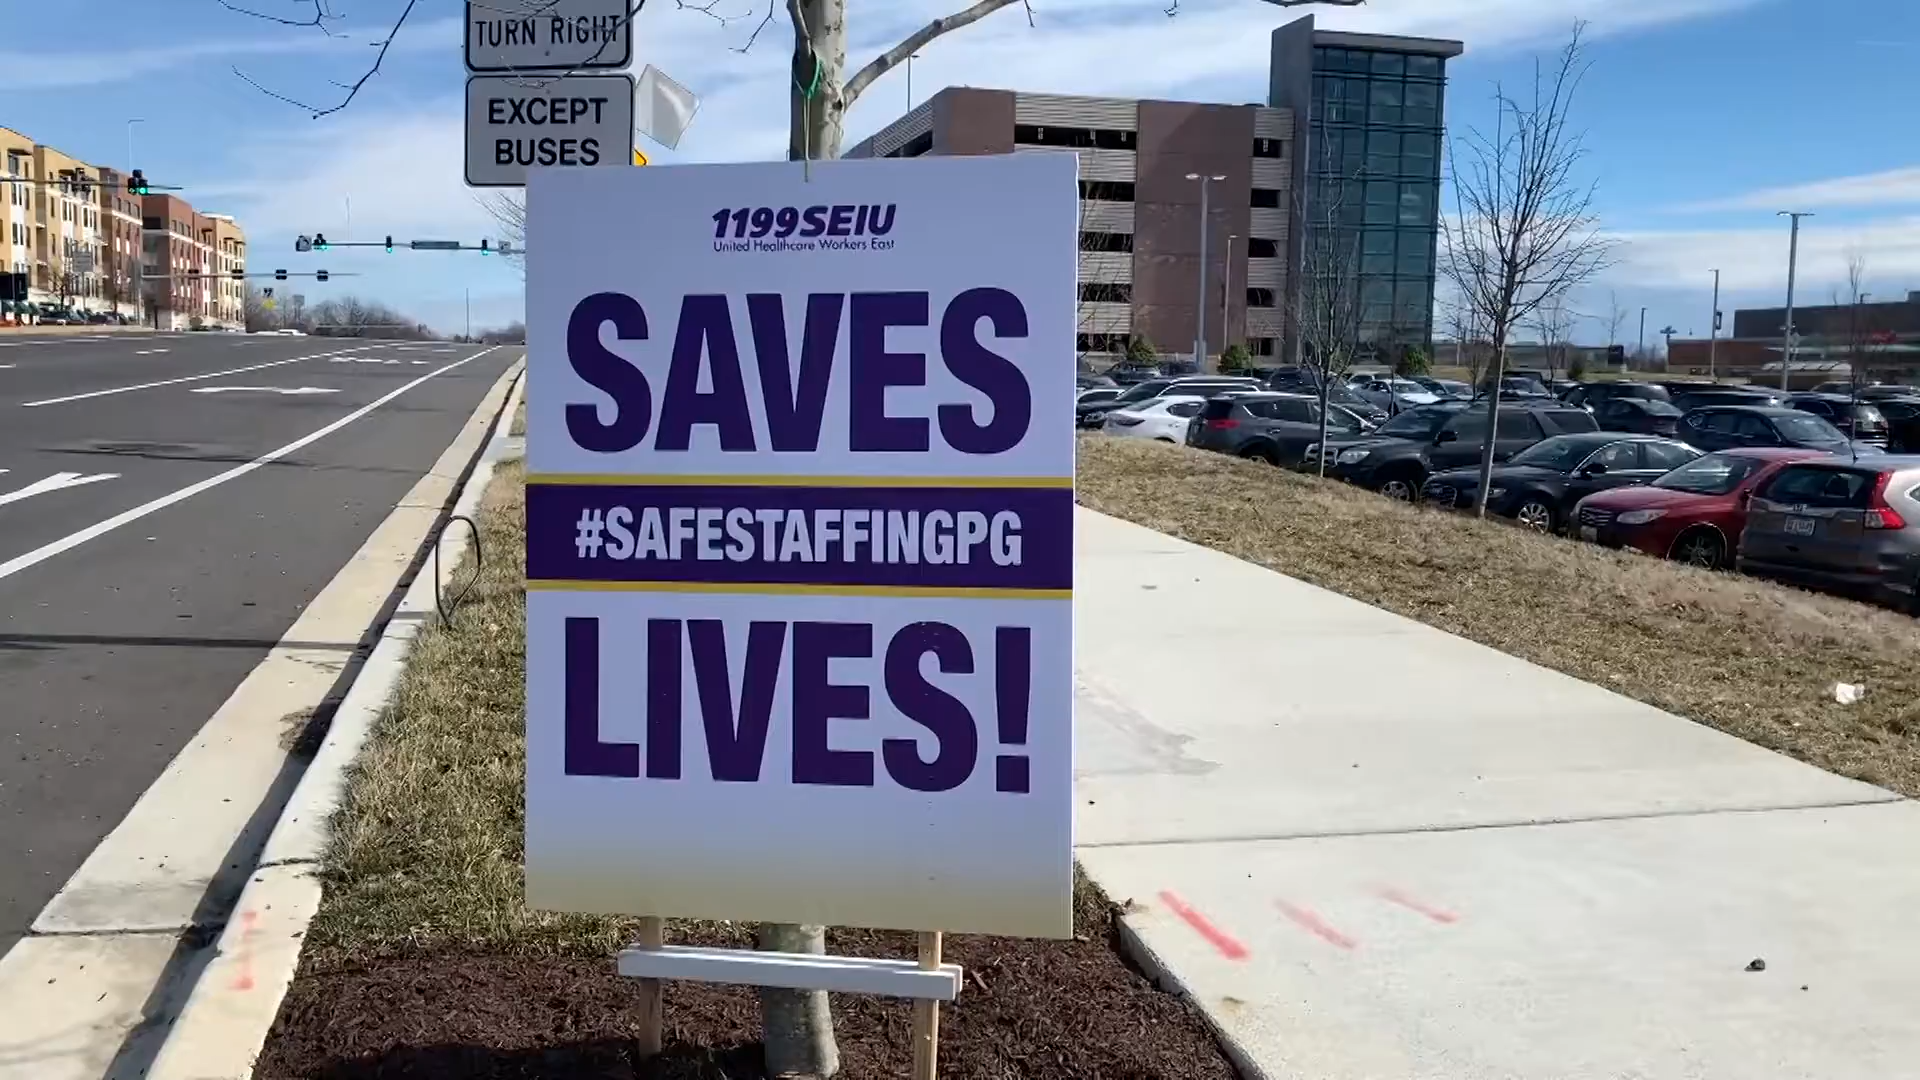 TURN RIGHT
EXCEPT
BUSES
1199SEIU
United Healthcare Workers East
SAVES
#SAFESTAFFINGPG
LIVES!